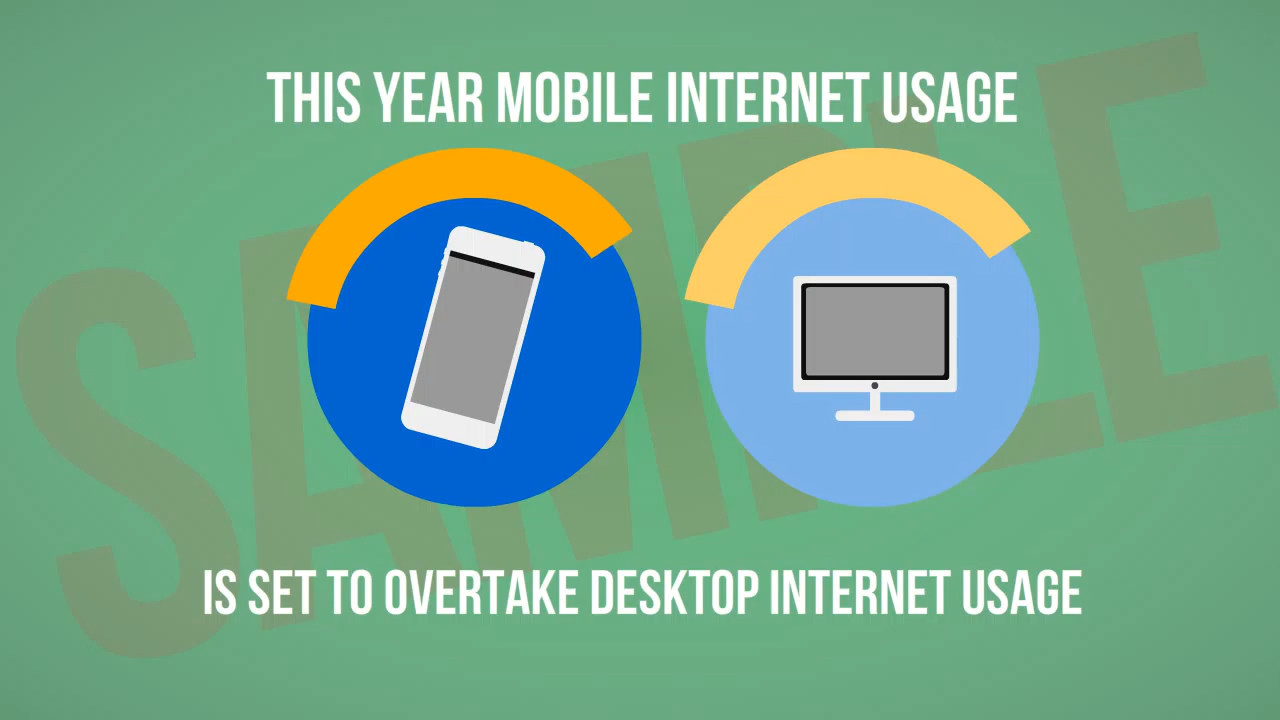 THIS YEAR MOBILE INTERNET USAGE
SAMPLE
IS SET TO OVERTAKE DESKTOP INTERNET USAGE